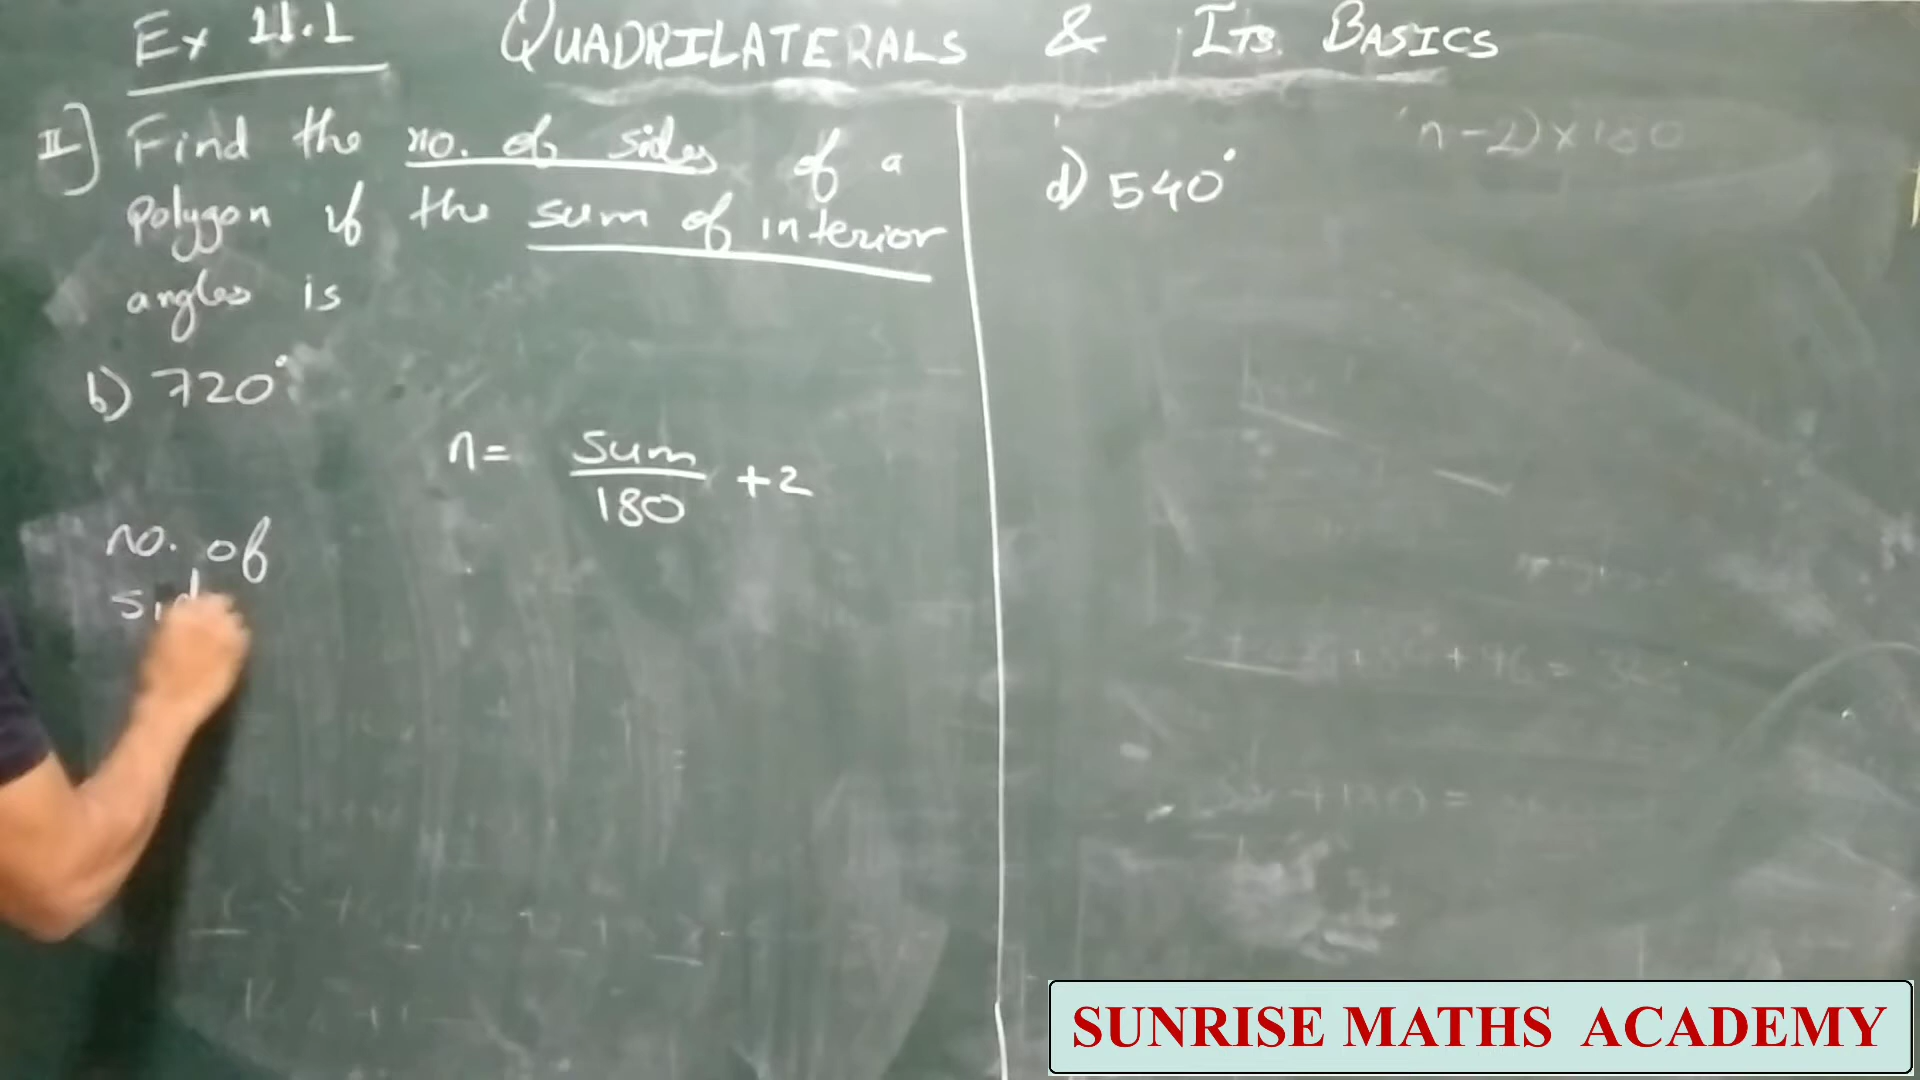 Ex 11.1
QUADRILATERALS & ITS BASICS
II] Find the no. of sides of a
polygon if the sum of interior
angles is
b) 720°
n = sum/180 + 2
no. of
sid
d) 540°
n-2)×180
SUNRISE MATHS ACADEMY